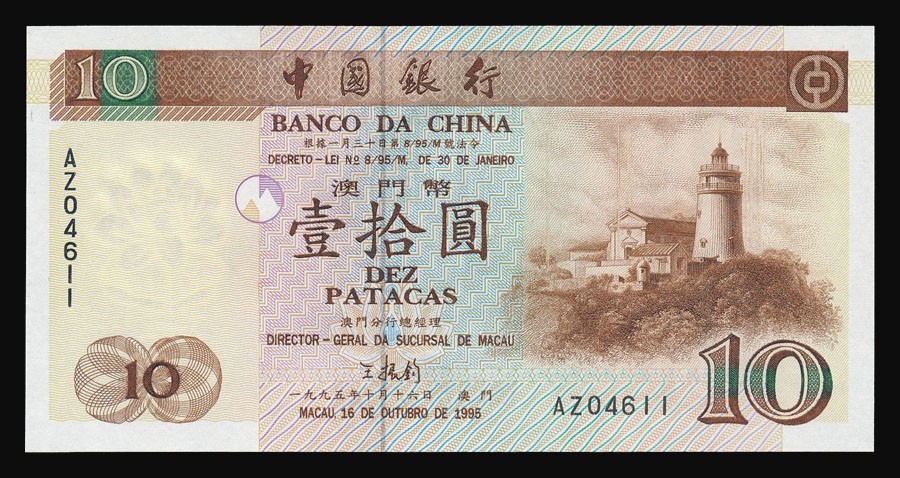 10
中國銀行
BANCO DA CHINA
根據一月三十日第8/95/M號法令
DECRETO-LEI Nº 8/95/M, DE 30 DE JANEIRO
澳門幣
壹拾圓
DEZ
PATACAS
澳門分行總經理
DIRECTOR-GERAL DA SUCURSAL DE MACAU
王振鈞
一九九五年十月十六日 澳門
MACAU, 16 DE OUTUBRO DE 1995
AZ04611
10
AZ04611
10